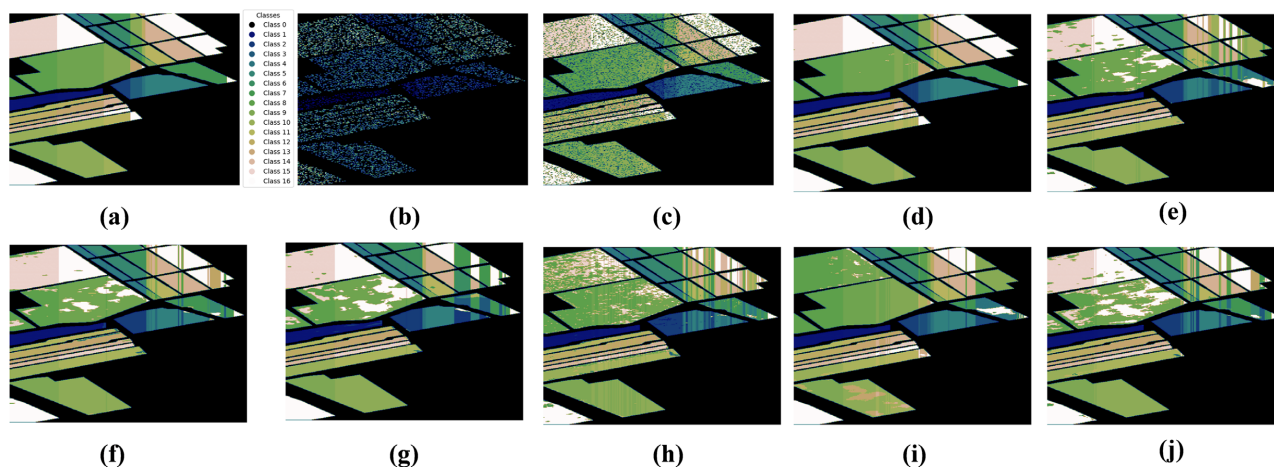 Classes
Class 0
Class 1
Class 2
Class 3
Class 4
Class 5
Class 6
Class 7
Class 8
Class 9
Class 10
Class 11
Class 12
Class 13
Class 14
Class 15
Class 16
(a)
(b)
(c)
(d)
(e)
(f)
(g)
(h)
(i)
(j)